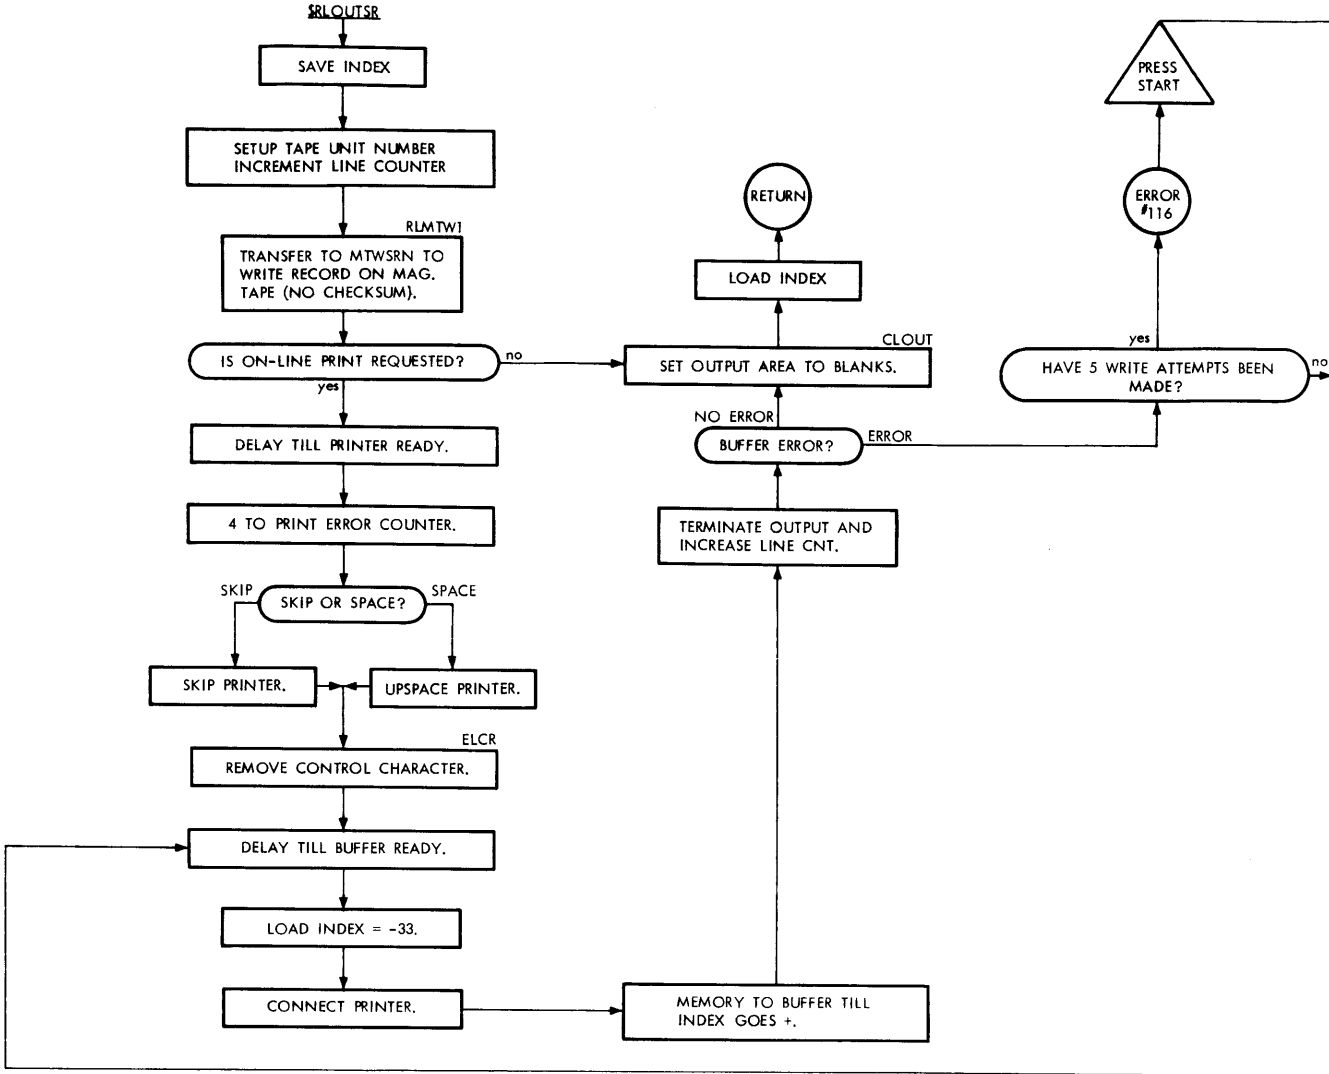 $RLOUTSR
SAVE INDEX
SETUP TAPE UNIT NUMBER
INCREMENT LINE COUNTER
RLMTW1
TRANSFER TO MTWSRN TO
WRITE RECORD ON MAG.
TAPE (NO CHECKSUM).
IS ON-LINE PRINT REQUESTED?
no
yes
DELAY TILL PRINTER READY.
4 TO PRINT ERROR COUNTER.
SKIP
SKIP OR SPACE?
SPACE
SKIP PRINTER.
UPSPACE PRINTER.
ELCR
REMOVE CONTROL CHARACTER.
DELAY TILL BUFFER READY.
LOAD INDEX = -33.
CONNECT PRINTER.
MEMORY TO BUFFER TILL
INDEX GOES +.
TERMINATE OUTPUT AND
INCREASE LINE CNT.
BUFFER ERROR?
NO ERROR
ERROR
CLOUT
SET OUTPUT AREA TO BLANKS.
LOAD INDEX
RETURN
HAVE 5 WRITE ATTEMPTS BEEN
MADE?
yes
no
ERROR
#116
PRESS
START